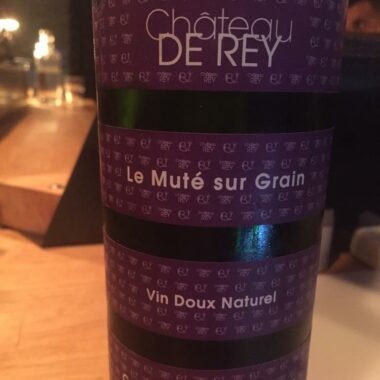 Château
DE REY
Le Muté sur Grain
Vin Doux Naturel